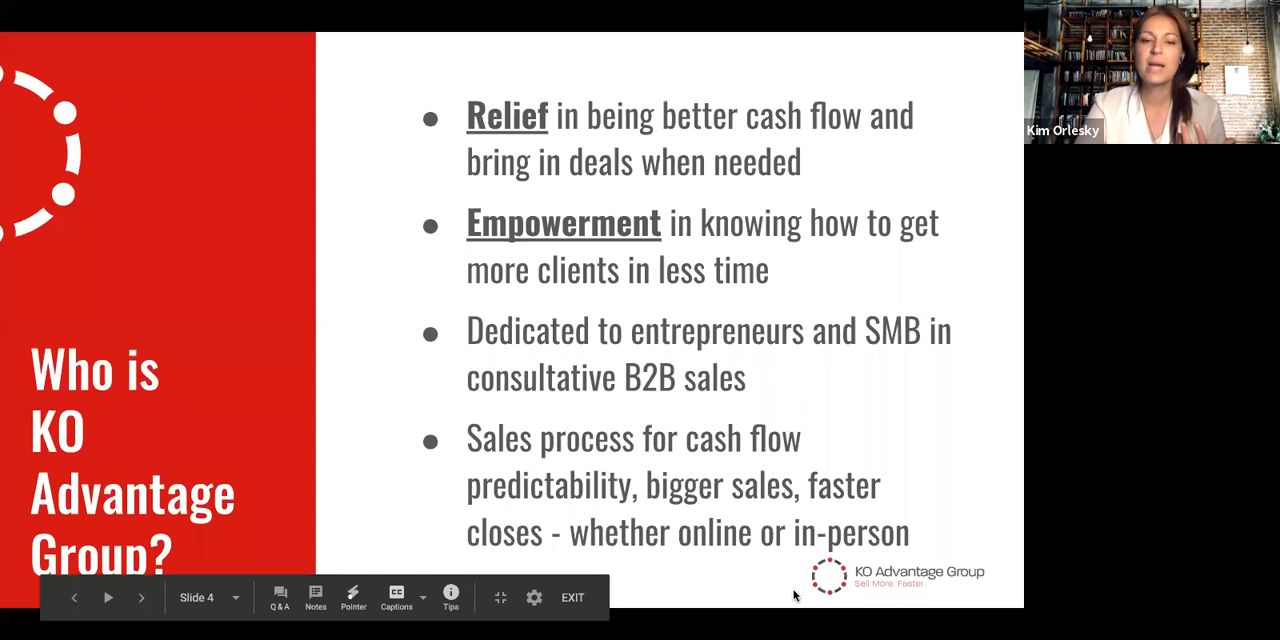 Relief in being better cash flow and
bring in deals when needed
Empowerment in knowing how to get
more clients in less time
Dedicated to entrepreneurs and SMB in
consultative B2B sales
Sales process for cash flow
predictability, bigger sales, faster
closes - whether online or in-person
Who is
KO
Advantage
Group?
KO Advantage Group
Sell More. Faster.
Slide 4
Q & A
Notes
Pointer
CC
Captions
Tips
EXIT
Kim Orlesky